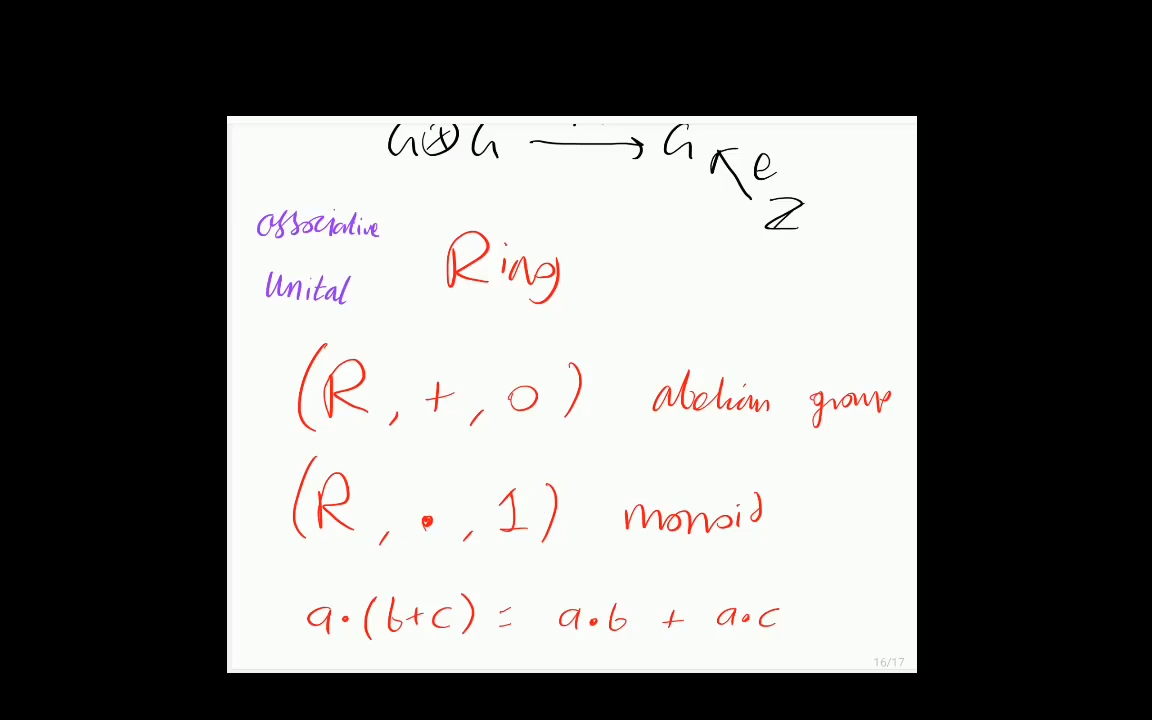 G⊗G → G
e
Z
associative
Ring
Unital
(R, +, 0) abelian group
(R, •, 1) monoid
a•(b+c) = a•b + a•c
16/17